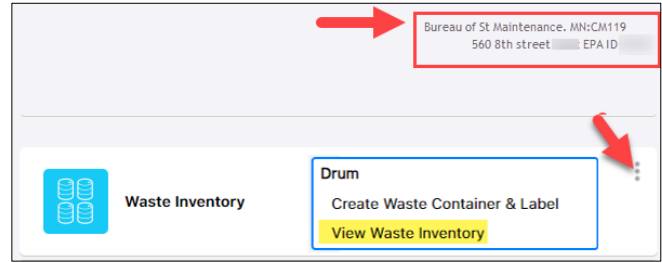 Bureau of St Maintenance. MN:CM119
560 8th street EPA ID
Drum
Waste Inventory
Create Waste Container & Label
View Waste Inventory